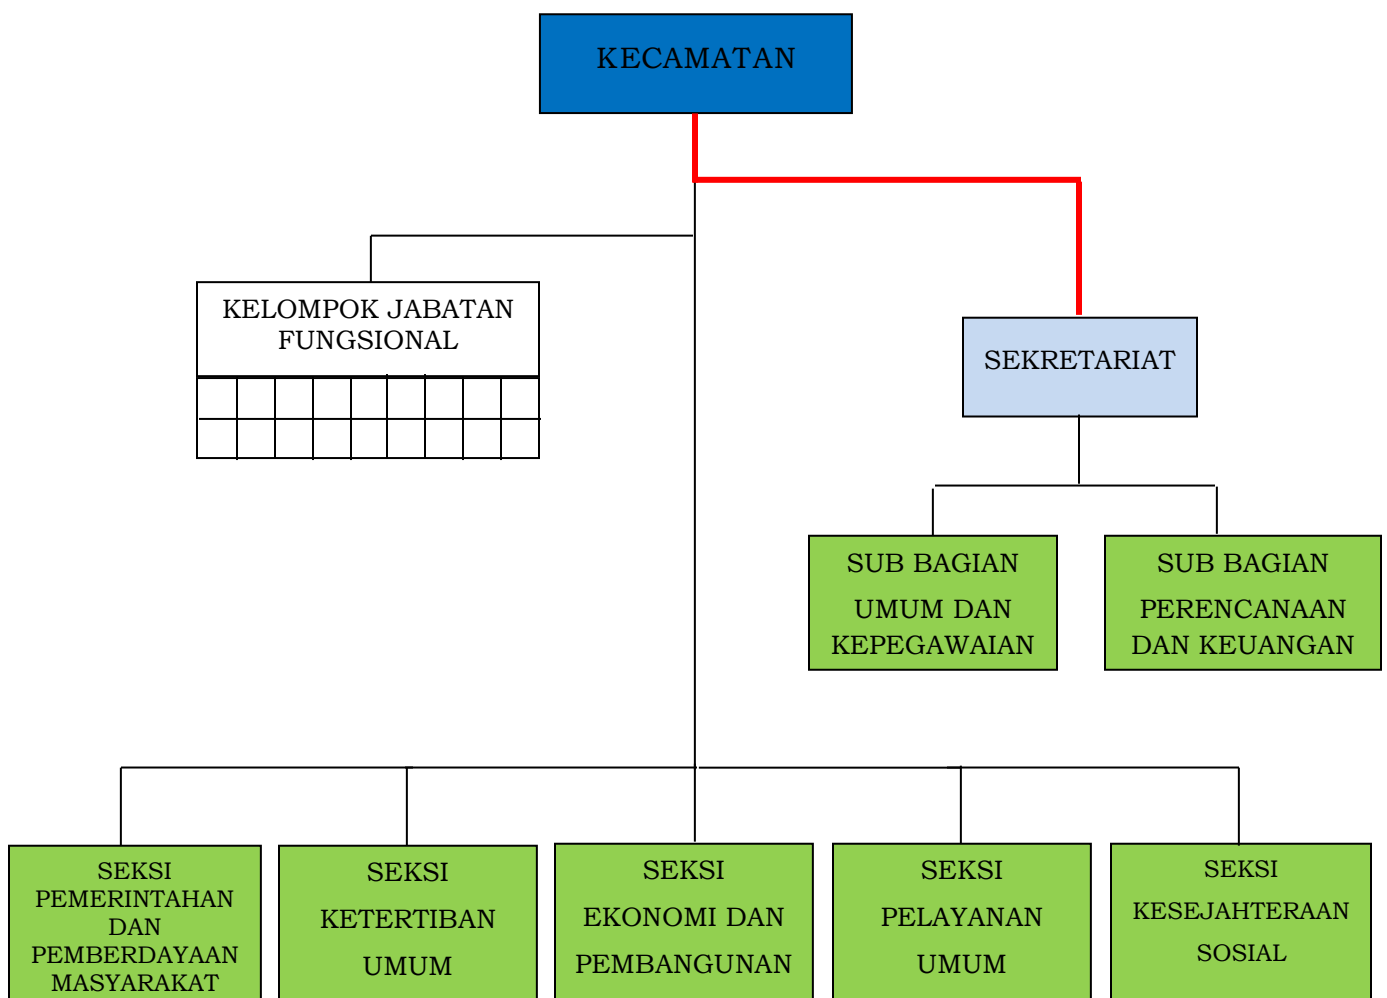 KECAMATAN
KELOMPOK JABATAN
FUNGSIONAL
SEKRETARIAT
SUB BAGIAN
UMUM DAN
KEPEGAWAIAN
SUB BAGIAN
PERENCANAAN
DAN KEUANGAN
SEKSI
PEMERINTAHAN
DAN
PEMBERDAYAAN
MASYARAKAT
SEKSI
KETERTIBAN
UMUM
SEKSI
EKONOMI DAN
PEMBANGUNAN
SEKSI
PELAYANAN
UMUM
SEKSI
KESEJAHTERAAN
SOSIAL